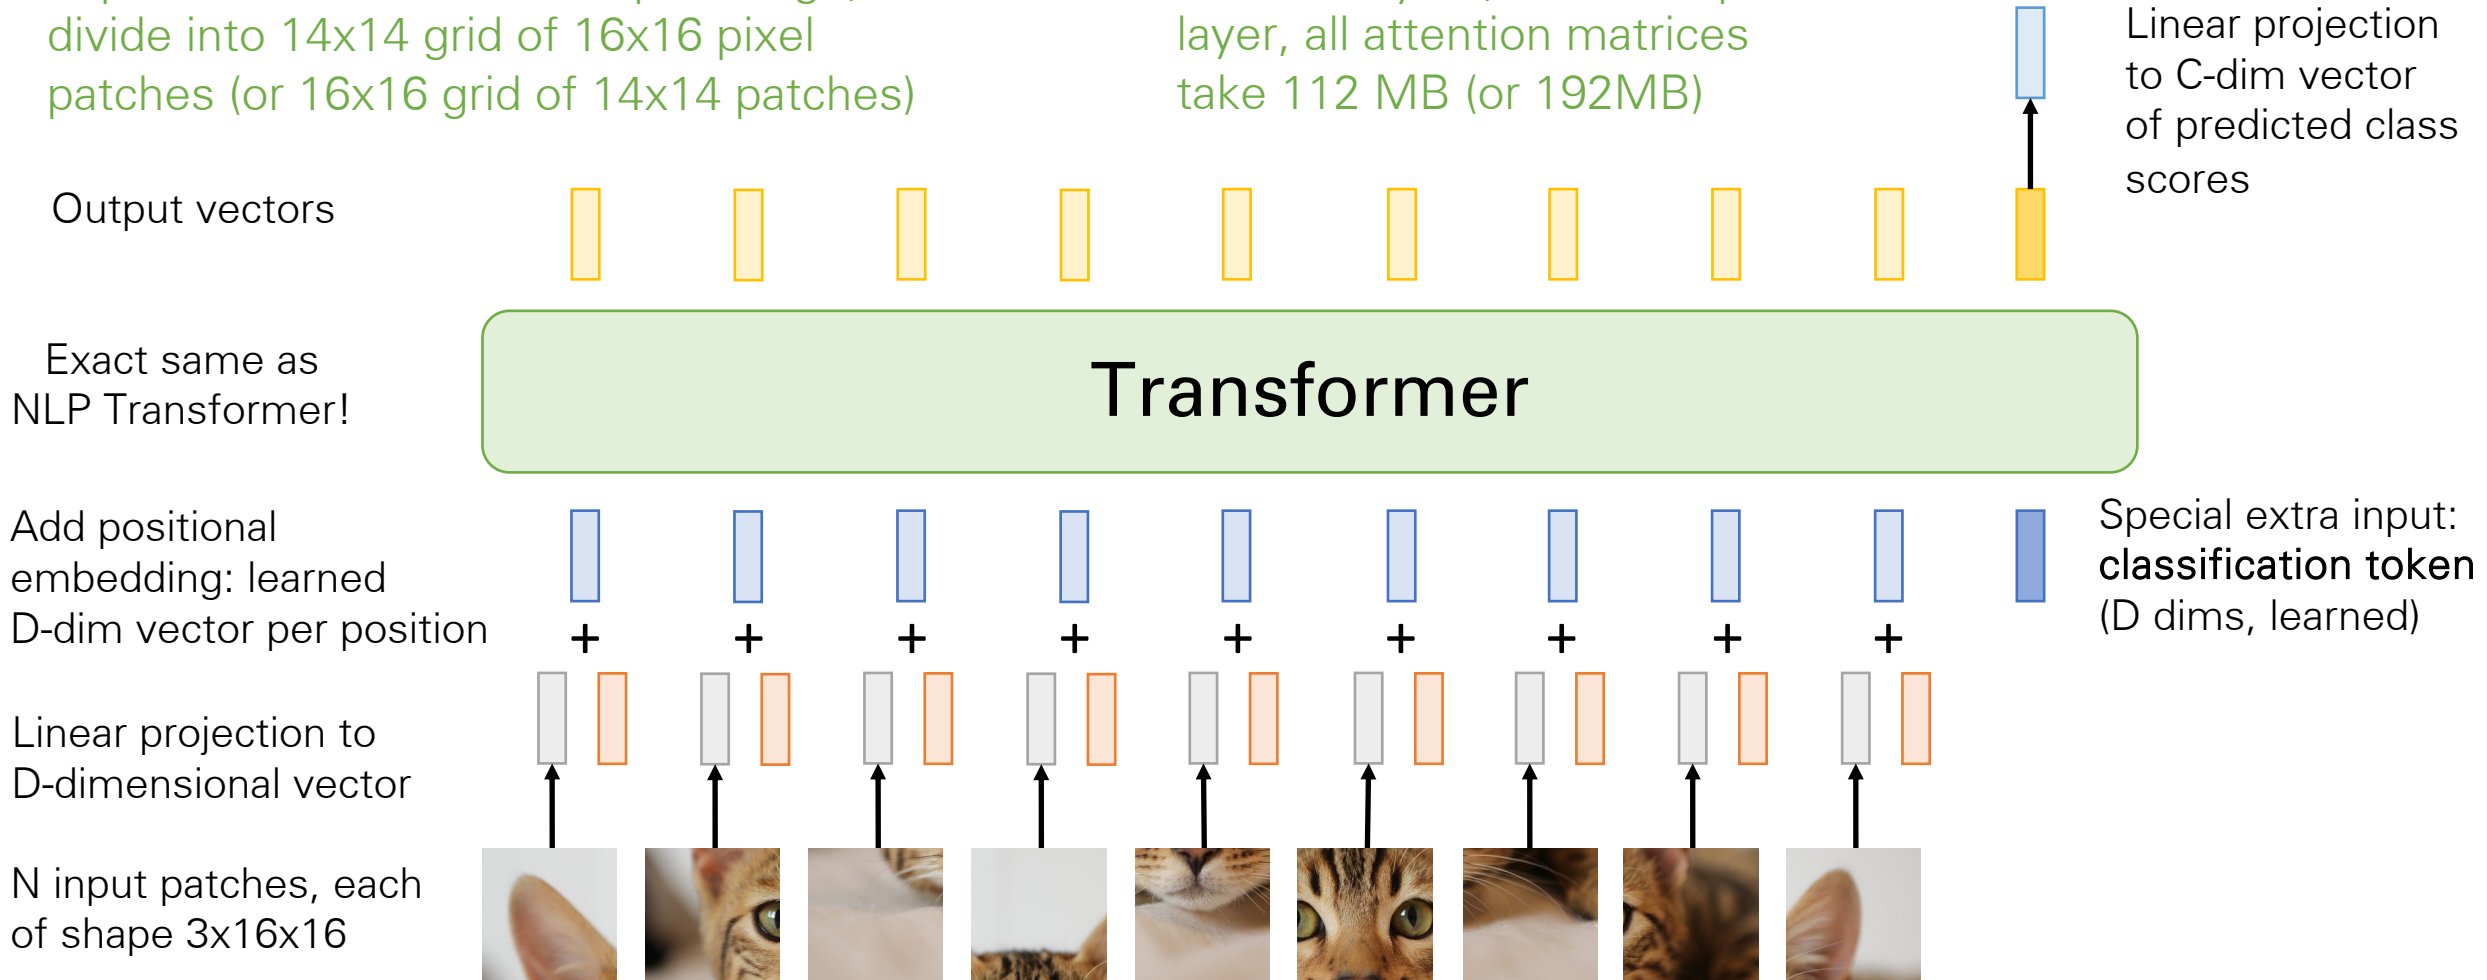 divide into 14x14 grid of 16x16 pixel
patches (or 16x16 grid of 14x14 patches)
layer, all attention matrices
take 112 MB (or 192MB)
Linear projection
to C-dim vector
of predicted class
scores
Output vectors
Exact same as
NLP Transformer!
Transformer
Add positional
embedding: learned
D-dim vector per position
Special extra input:
classification token
(D dims, learned)
+ + + + + + + + +
Linear projection to
D-dimensional vector
N input patches, each
of shape 3x16x16